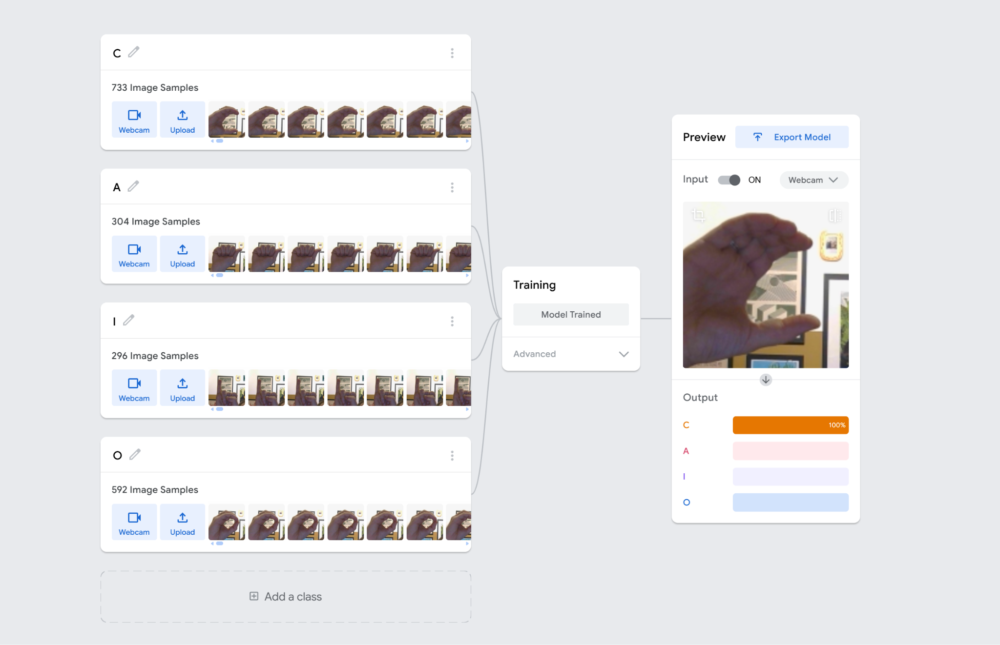 C
733 Image Samples
Webcam
Upload
A
304 Image Samples
Webcam
Upload
I
296 Image Samples
Webcam
Upload
O
592 Image Samples
Webcam
Upload
Add a class
Training
Model Trained
Advanced
Preview
Export Model
Input
ON
Webcam
Output
C
100%
A
I
O